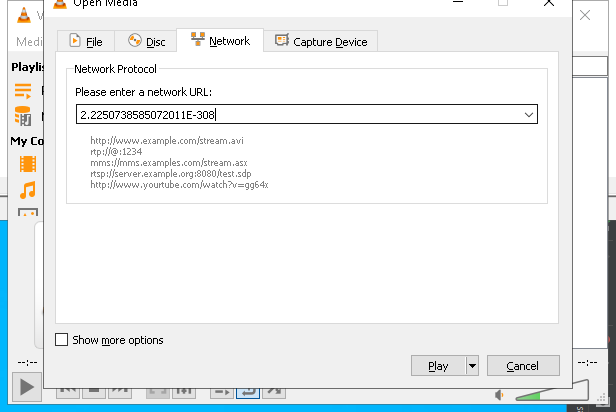 Open Media
Medi
Playlis
My Co
File
Disc
Network
Capture Device
Network Protocol
Please enter a network URL:
2.2250738585072011E-308
http://www.example.com/stream.avi
rtp://@:1234
mms://mms.examples.com/stream.asx
rtsp://server.example.org:8080/test.sdp
http://www.yourtube.com/watch?v=gg64x
Show more options
Play
Cancel
--:--
--:--